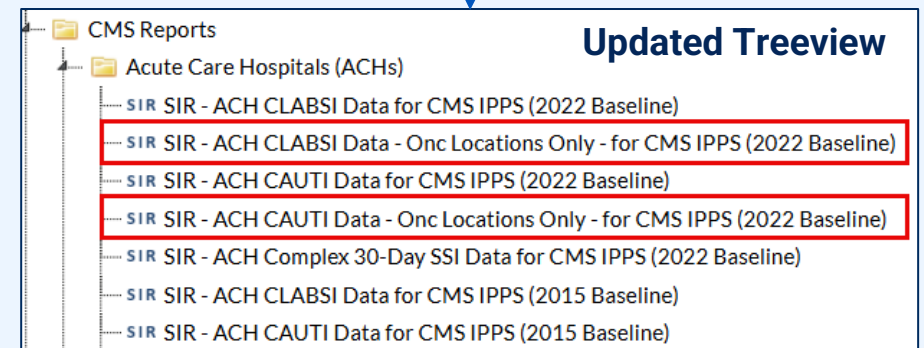 CMS Reports
Updated Treeview
Acute Care Hospitals (ACHs)
SIR SIR - ACH CLABSI Data for CMS IPPS (2022 Baseline)
SIR SIR - ACH CLABSI Data - Onc Locations Only - for CMS IPPS (2022 Baseline)
SIR SIR - ACH CAUTI Data for CMS IPPS (2022 Baseline)
SIR SIR - ACH CAUTI Data - Onc Locations Only - for CMS IPPS (2022 Baseline)
SIR SIR - ACH Complex 30-Day SSI Data for CMS IPPS (2022 Baseline)
SIR SIR - ACH CLABSI Data for CMS IPPS (2015 Baseline)
SIR SIR - ACH CAUTI Data for CMS IPPS (2015 Baseline)